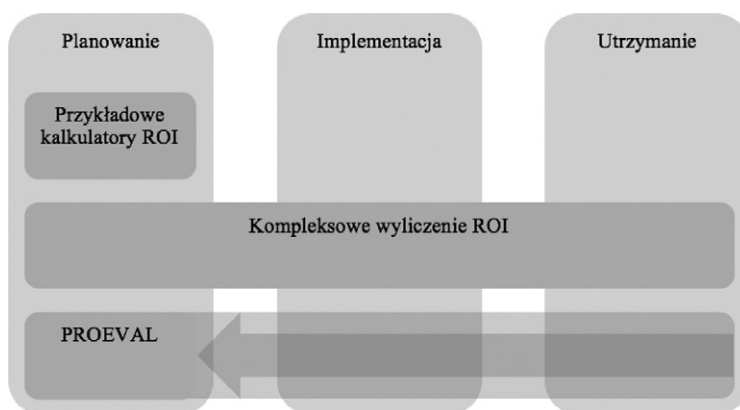 Planowanie
Implementacja
Utrzymanie
Przykładowe
kalkulatory ROI
Kompleksowe wyliczenie ROI
PROEVAL